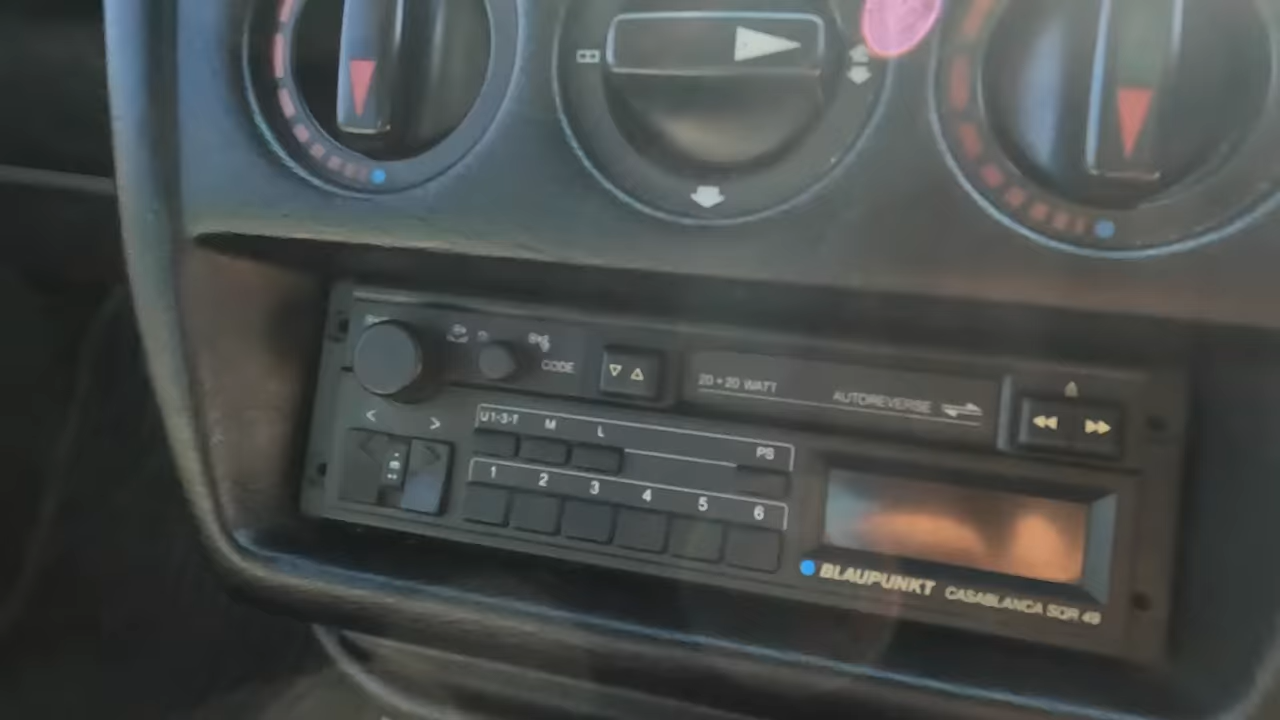 CODE
20+20 WATT
AUTOREVERSE
U1-3-T M L PS
1 2 3 4 5 6
BLAUPUNKT CASABLANCA SQR 49